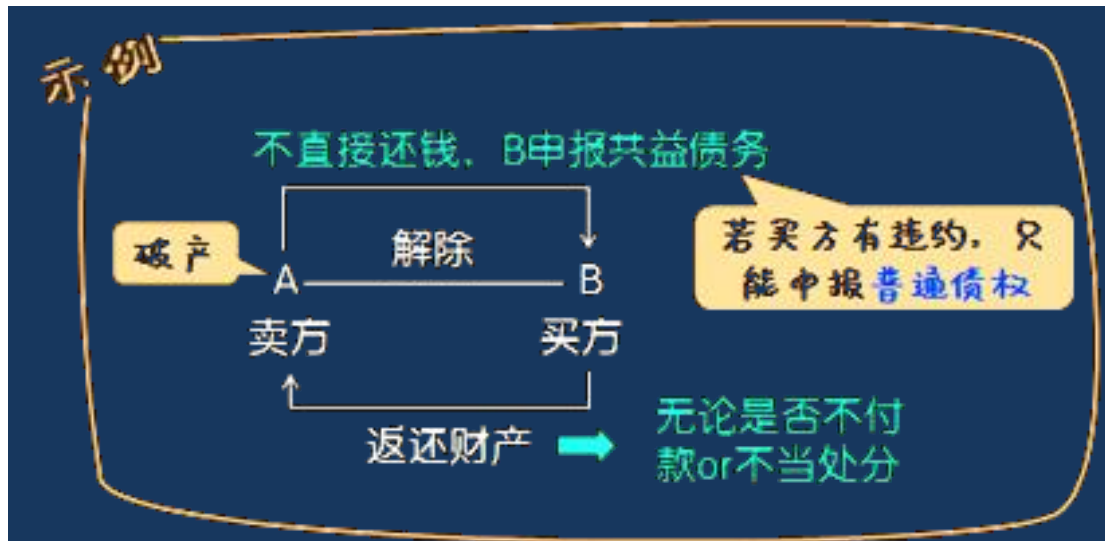 示例
不直接还钱，B申报共益债务
破产
解除
若买方有违约，只
能申报普通债权
A
B
卖方
买方
返还财产
无论是否不付
款or不当处分